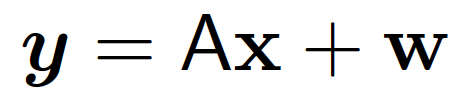 y = Ax + w